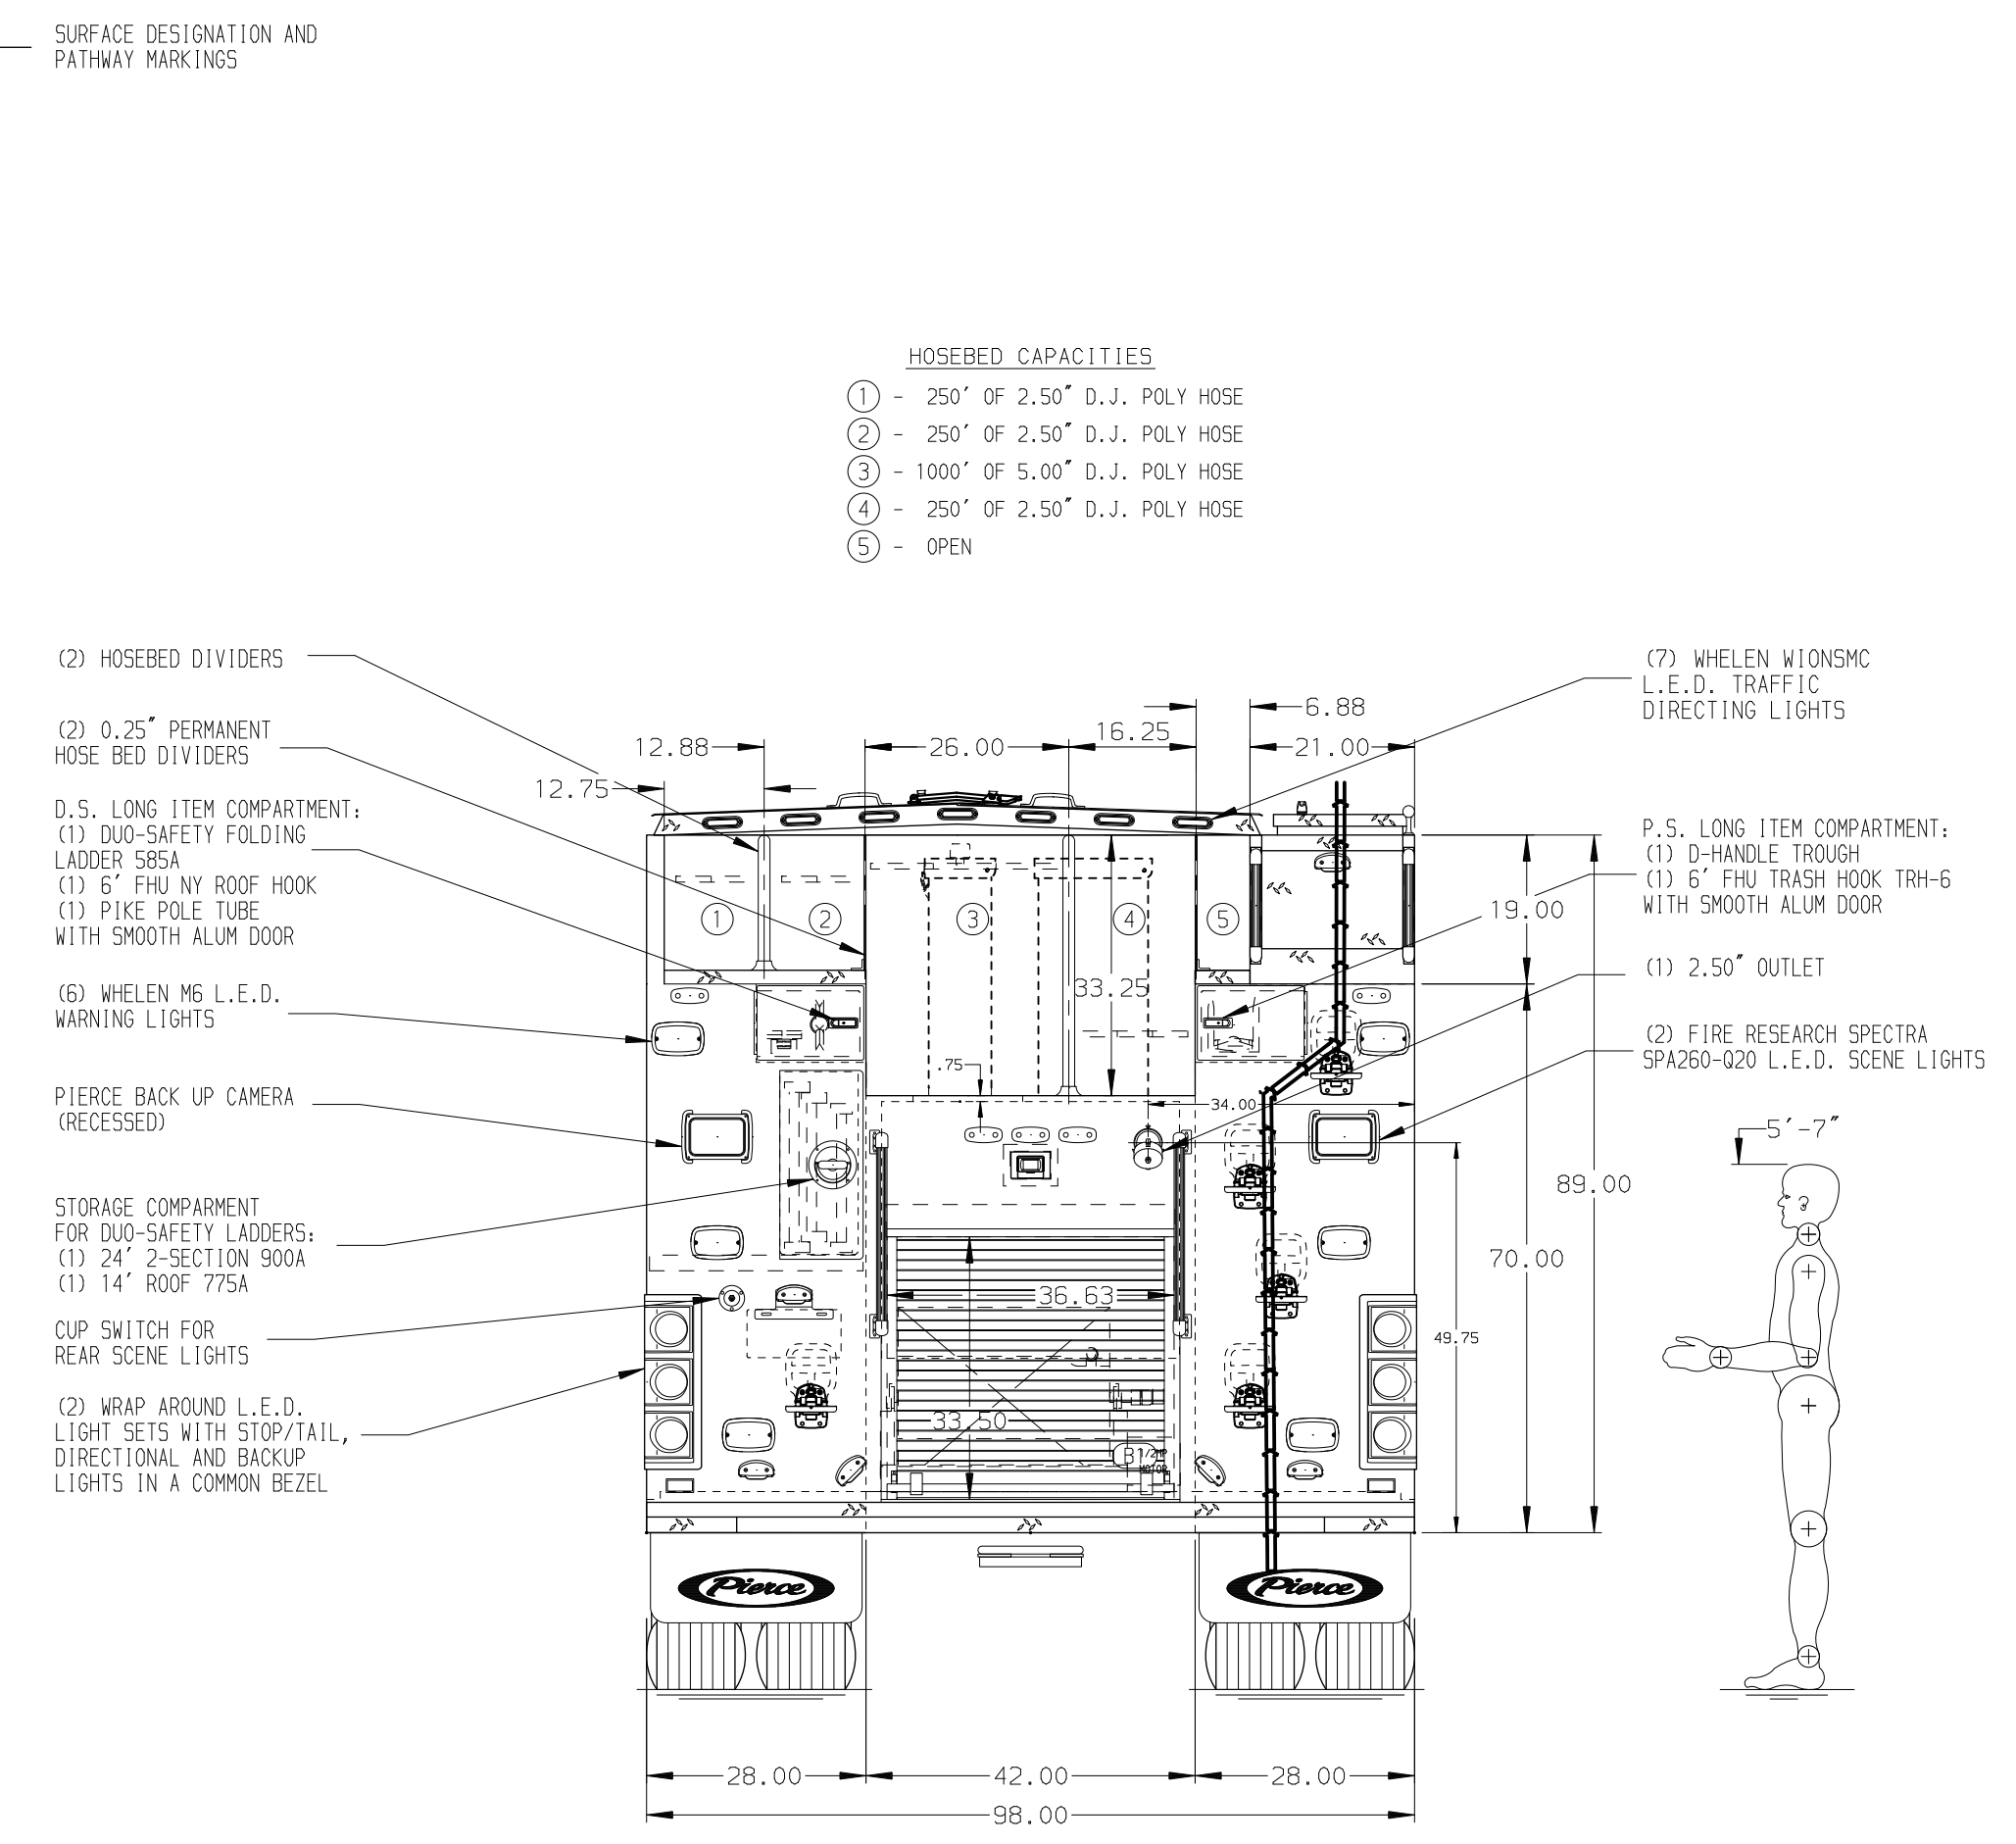 SURFACE DESIGNATION AND
PATHWAY MARKINGS
HOSEBED CAPACITIES
1 - 250' OF 2.50" D.J. POLY HOSE
2 - 250' OF 2.50" D.J. POLY HOSE
3 - 1000' OF 5.00" D.J. POLY HOSE
4 - 250' OF 2.50" D.J. POLY HOSE
5 - OPEN
(2) HOSEBED DIVIDERS
(2) 0.25" PERMANENT
HOSE BED DIVIDERS
D.S. LONG ITEM COMPARTMENT:
(1) DUO-SAFETY FOLDING
LADDER 585A
(1) 6' FHU NY ROOF HOOK
(1) PIKE POLE TUBE
WITH SMOOTH ALUM DOOR
(6) WHELEN M6 L.E.D.
WARNING LIGHTS
PIERCE BACK UP CAMERA
(RECESSED)
STORAGE COMPARMENT
FOR DUO-SAFETY LADDERS:
(1) 24' 2-SECTION 900A
(1) 14' ROOF 775A
CUP SWITCH FOR
REAR SCENE LIGHTS
(2) WRAP AROUND L.E.D.
LIGHT SETS WITH STOP/TAIL,
DIRECTIONAL AND BACKUP
LIGHTS IN A COMMON BEZEL
6.88
16.25
12.88
26.00
21.00
12.75
1
2
3
4
5
33.25
.75
34.00
19.00
89.00
70.00
49.75
36.63
33.50
B
1/2HP
MOTOR
Pierce
Pierce
28.00
42.00
28.00
98.00
(7) WHELEN WIONSMC
L.E.D. TRAFFIC
DIRECTING LIGHTS
P.S. LONG ITEM COMPARTMENT:
(1) D-HANDLE TROUGH
(1) 6' FHU TRASH HOOK TRH-6
WITH SMOOTH ALUM DOOR
(1) 2.50" OUTLET
(2) FIRE RESEARCH SPECTRA
SPA260-Q20 L.E.D. SCENE LIGHTS
5'-7"